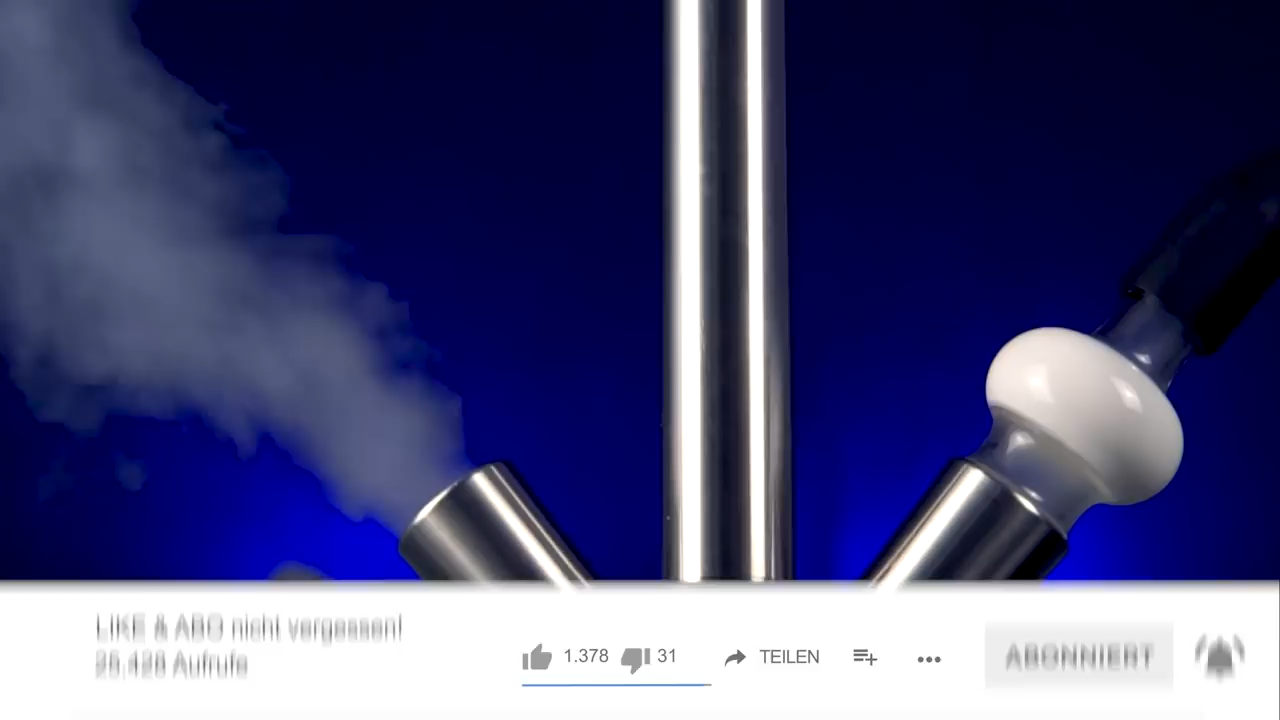 LIKE & ABO nicht vergessen!
25.428 Aufrufe
1.378 31 TEILEN
ABONNIERT